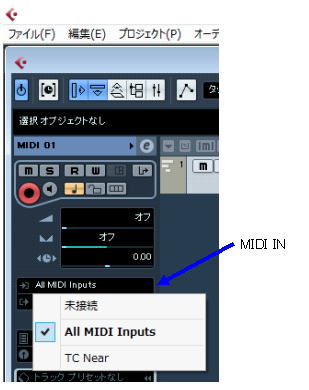 ファイル(F) 編集(E) プロジェクト(P) オーデ
選択 オブジェクトなし
MIDI 01 e
M S R W
1 m
オフ
オフ
0.00
All MIDI Inputs
MIDI IN
未接続
All MIDI Inputs
TC Near
トラック プリセットなし